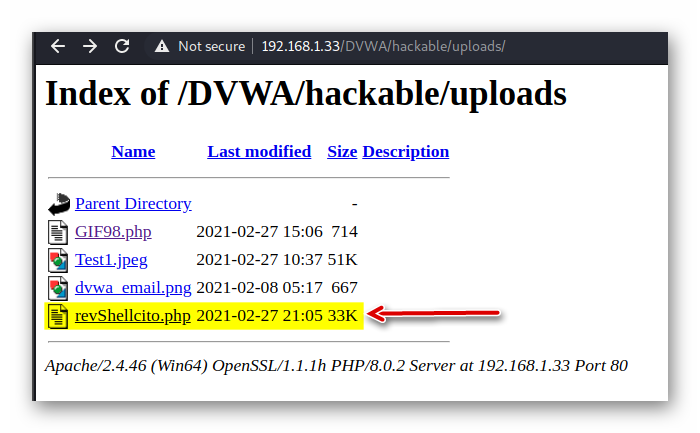 Not secure 192.168.1.33/DVWA/hackable/uploads/
Index of /DVWA/hackable/uploads
Name Last modified Size Description
Parent Directory -
GIF98.php 2021-02-27 15:06 714
Test1.jpeg 2021-02-27 10:37 51K
dvwa_email.png 2021-02-08 05:17 667
revShellcito.php 2021-02-27 21:05 33K
Apache/2.4.46 (Win64) OpenSSL/1.1.1h PHP/8.0.2 Server at 192.168.1.33 Port 80